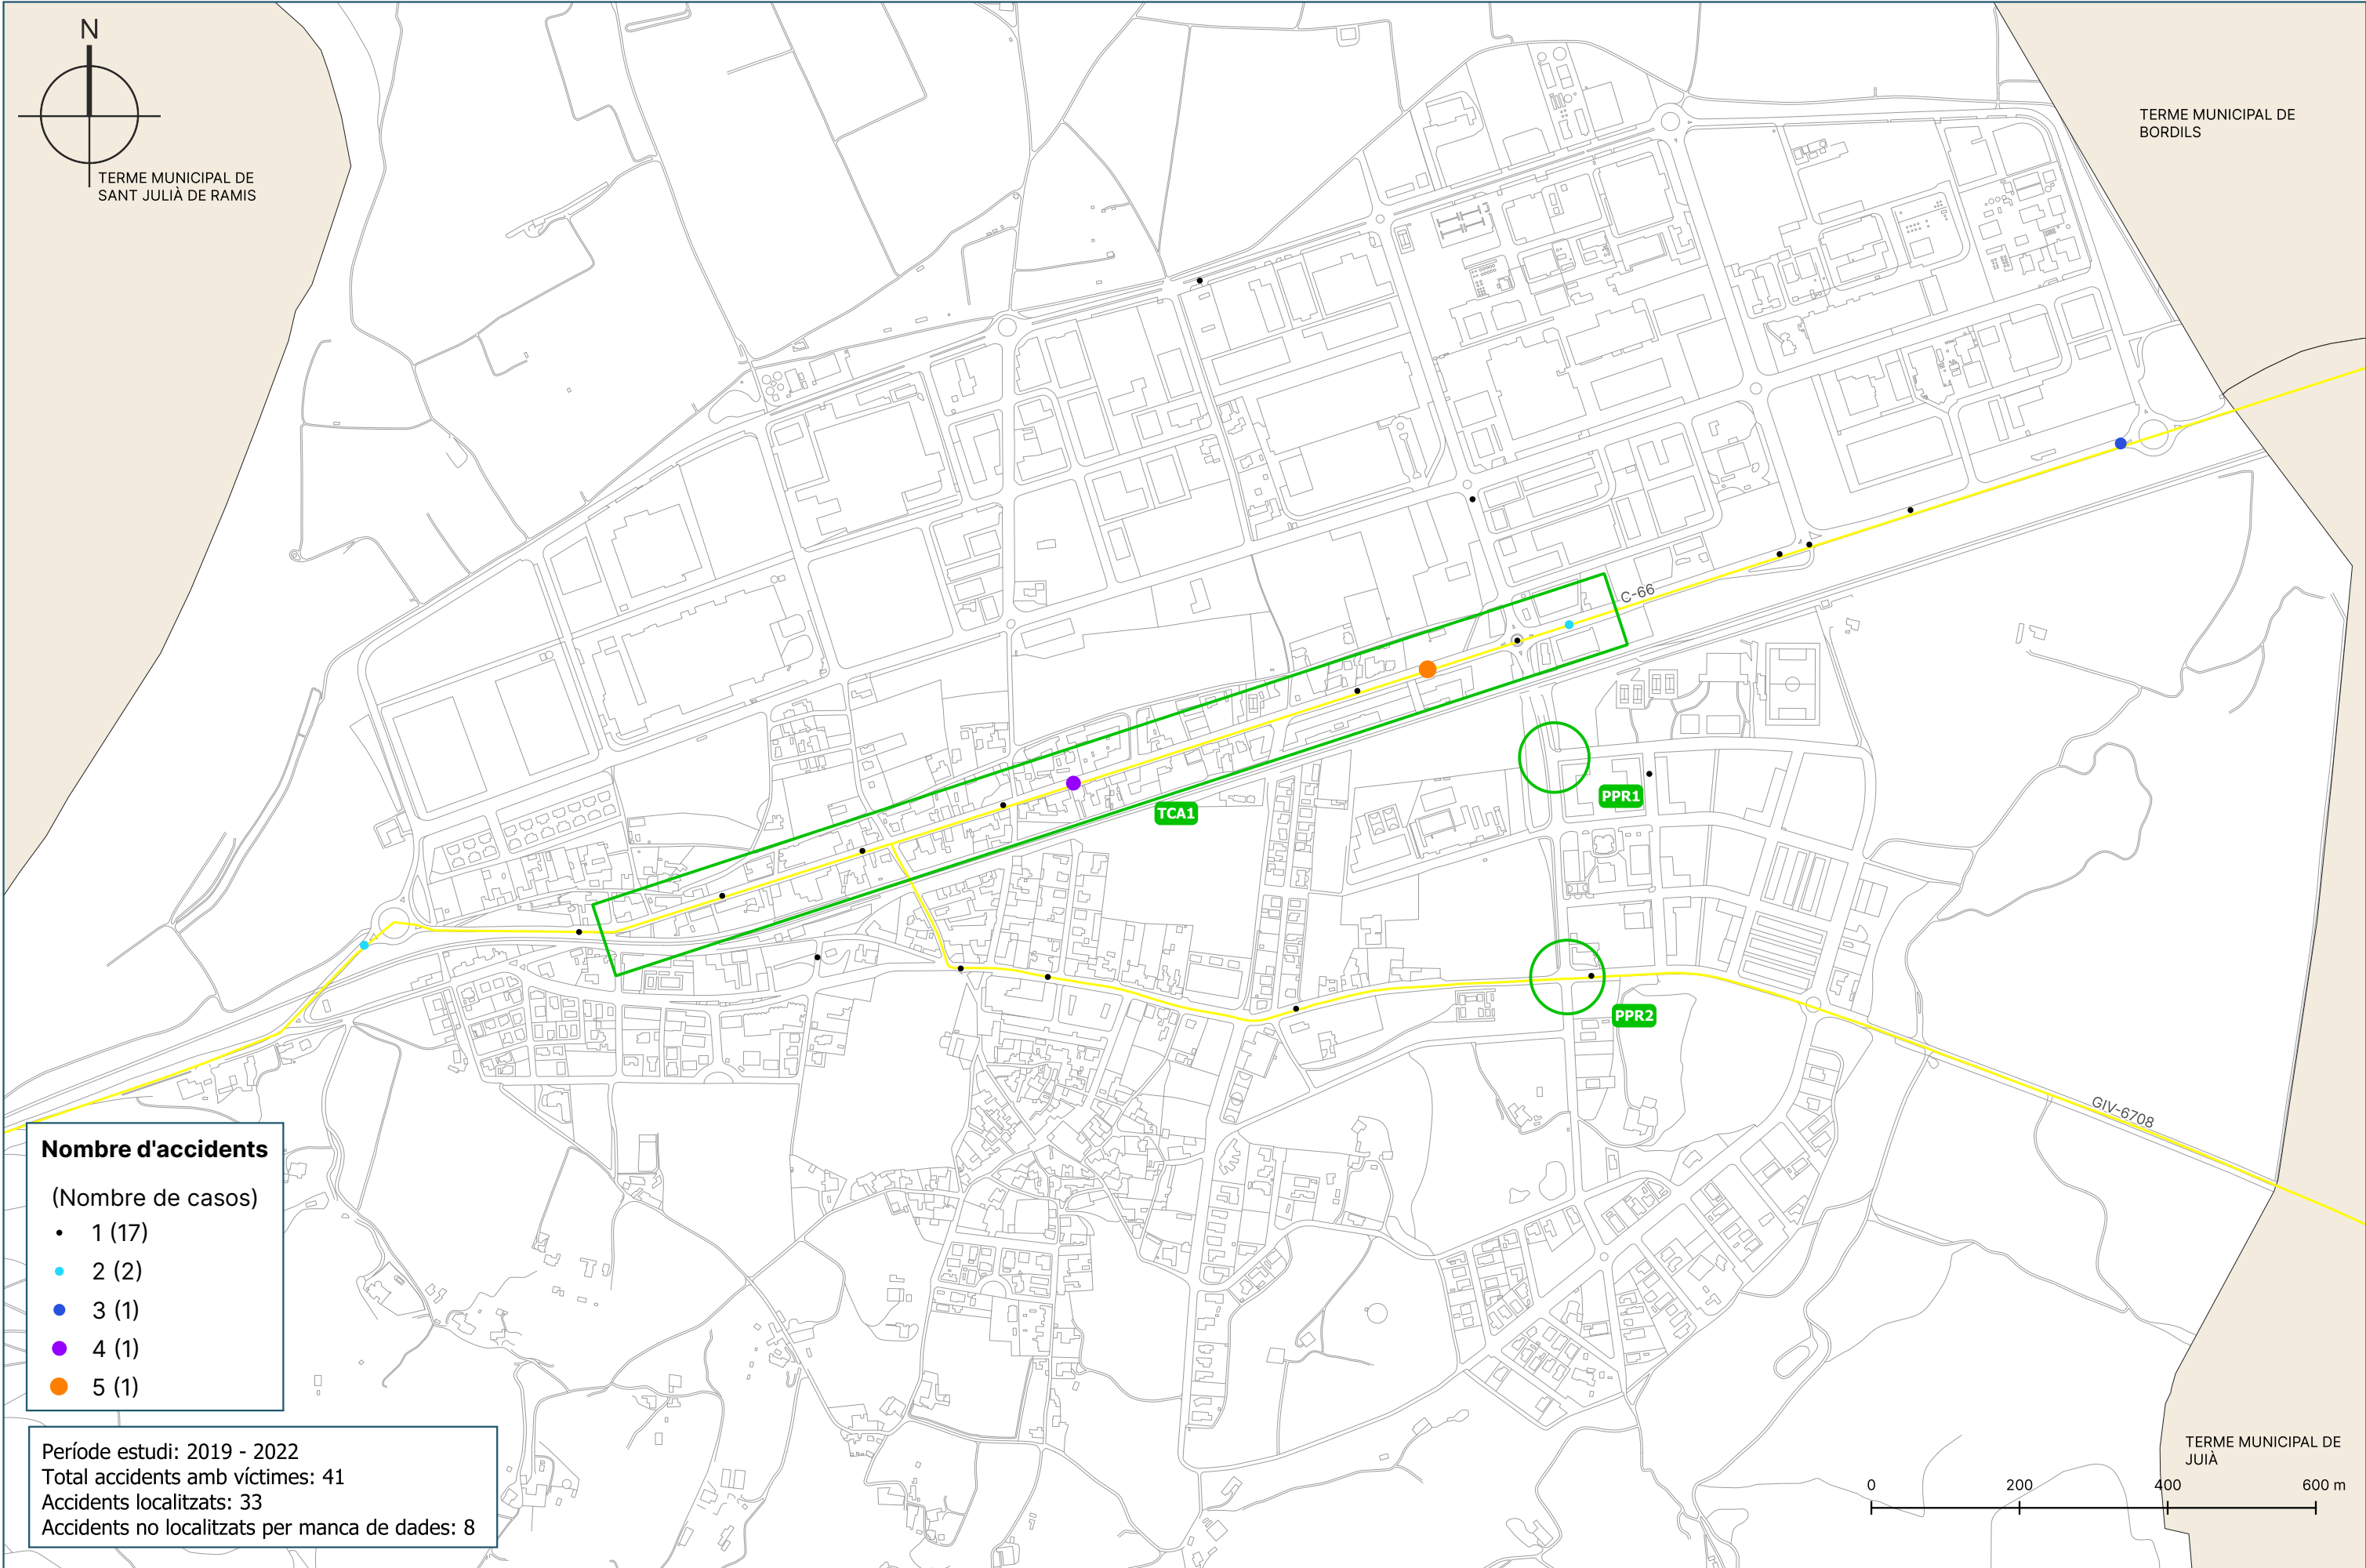 N
TERME MUNICIPAL DE
SANT JULIÀ DE RAMIS
TERME MUNICIPAL DE
BORDILS
C-66
PPR1
TCA1
PPR2
GIV-6708
Nombre d'accidents
(Nombre de casos)
1 (17)
2 (2)
3 (1)
4 (1)
5 (1)
Període estudi: 2019 - 2022
Total accidents amb víctimes: 41
Accidents localitzats: 33
Accidents no localitzats per manca de dades: 8
TERME MUNICIPAL DE
JUIÀ
0 200 400 600 m